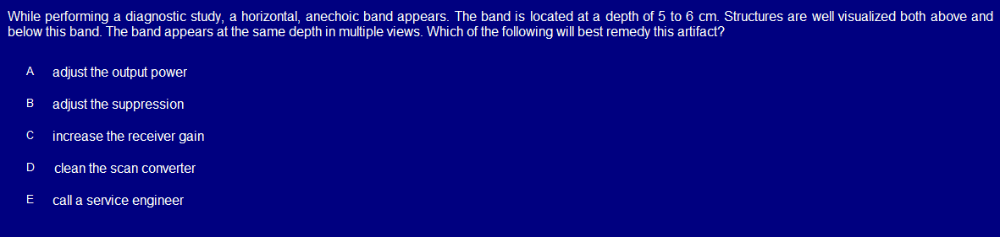 While performing a diagnostic study, a horizontal, anechoic band appears. The band is located at a depth of 5 to 6 cm. Structures are well visualized both above and
below this band. The band appears at the same depth in multiple views. Which of the following will best remedy this artifact?
A adjust the output power
B adjust the suppression
C increase the receiver gain
D clean the scan converter
E call a service engineer